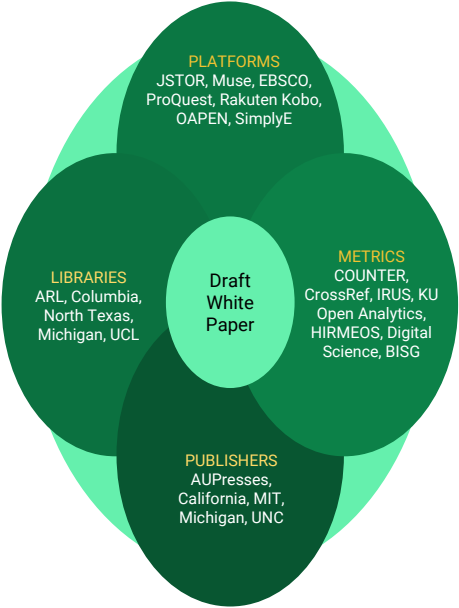 PLATFORMS
JSTOR, Muse, EBSCO,
ProQuest, Rakuten Kobo,
OAPEN, SimplyE
LIBRARIES
ARL, Columbia,
North Texas,
Michigan, UCL
Draft
White
Paper
METRICS
COUNTER,
CrossRef, IRUS, KU
Open Analytics,
HIRMEOS, Digital
Science, BISG
PUBLISHERS
AUPresses,
California, MIT,
Michigan, UNC